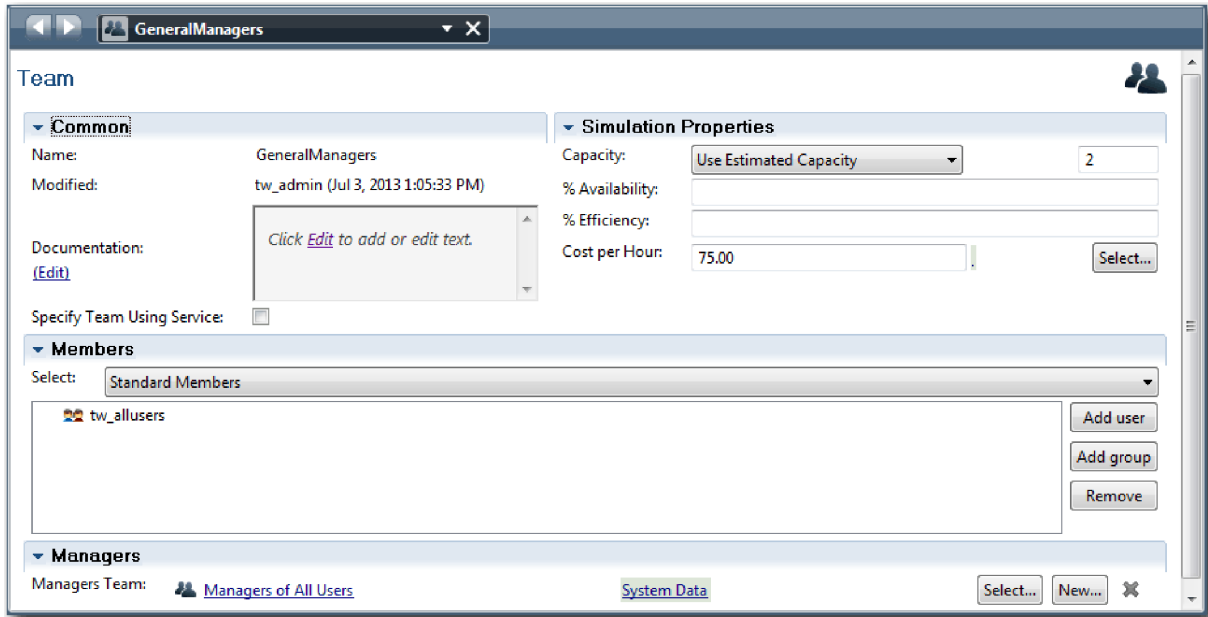 GeneralManagers
Team
Common
Name: GeneralManagers
Modified: tw_admin (Jul 3, 2013 1:05:33 PM)
Documentation:
(Edit)
Click Edit to add or edit text.
Specify Team Using Service:
Simulation Properties
Capacity: Use Estimated Capacity 2
% Availability:
% Efficiency:
Cost per Hour: 75.00 . Select...
Members
Select: Standard Members
tw_allusers
Add user
Add group
Remove
Managers
Managers Team: Managers of All Users System Data Select... New...